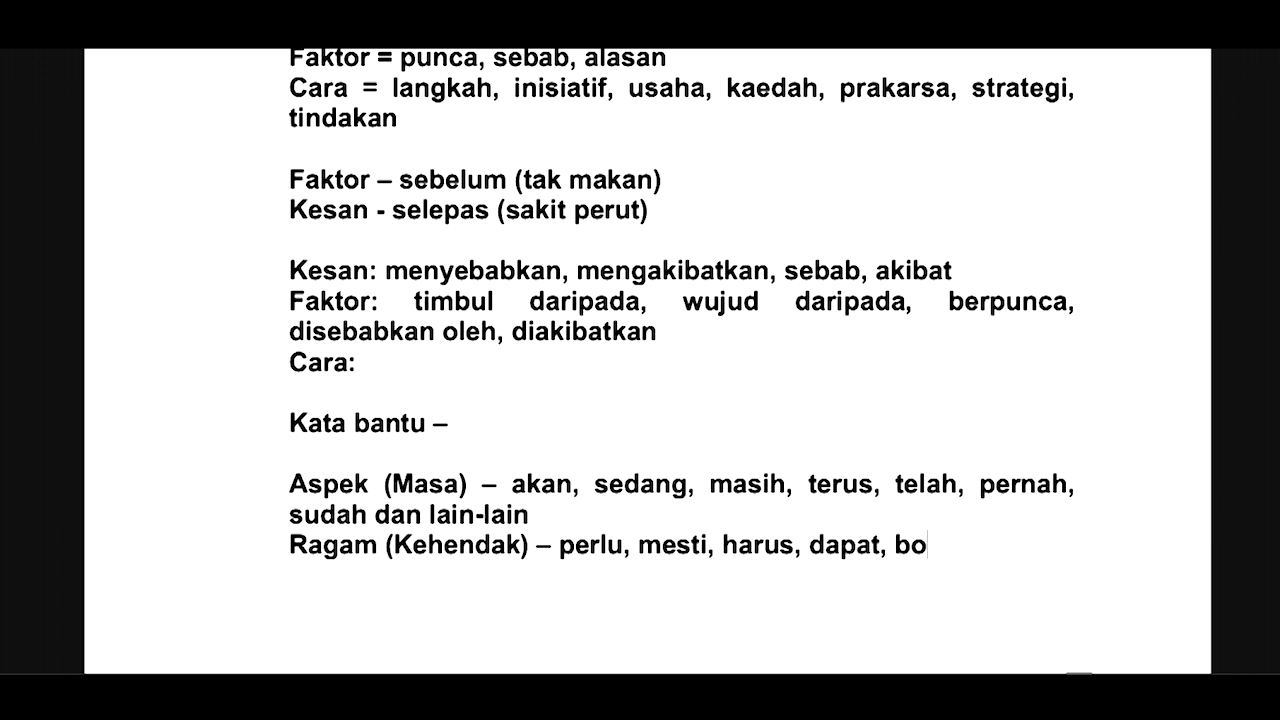 Faktor = punca, sebab, alasan
Cara = langkah, inisiatif, usaha, kaedah, prakarsa, strategi,
tindakan
Faktor – sebelum (tak makan)
Kesan - selepas (sakit perut)
Kesan: menyebabkan, mengakibatkan, sebab, akibat
Faktor: timbul daripada, wujud daripada, berpunca,
disebabkan oleh, diakibatkan
Cara:
Kata bantu –
Aspek (Masa) – akan, sedang, masih, terus, telah, pernah,
sudah dan lain-lain
Ragam (Kehendak) – perlu, mesti, harus, dapat, bo